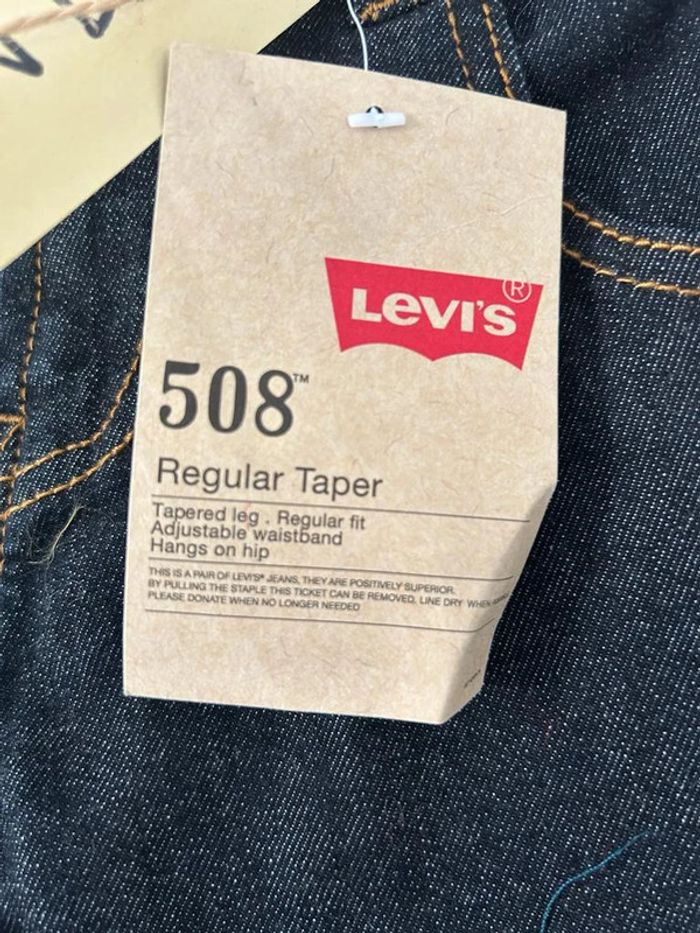 LEVI'S®
508™
Regular Taper
Tapered leg . Regular fit
Adjustable waistband
Hangs on hip
THIS IS A PAIR OF LEVI'S® JEANS, THEY ARE POSITIVELY SUPERIOR.
BY PULLING THE STAPLE THIS TICKET CAN BE REMOVED. LINE DRY WHEN
PLEASE DONATE WHEN NO LONGER NEEDED